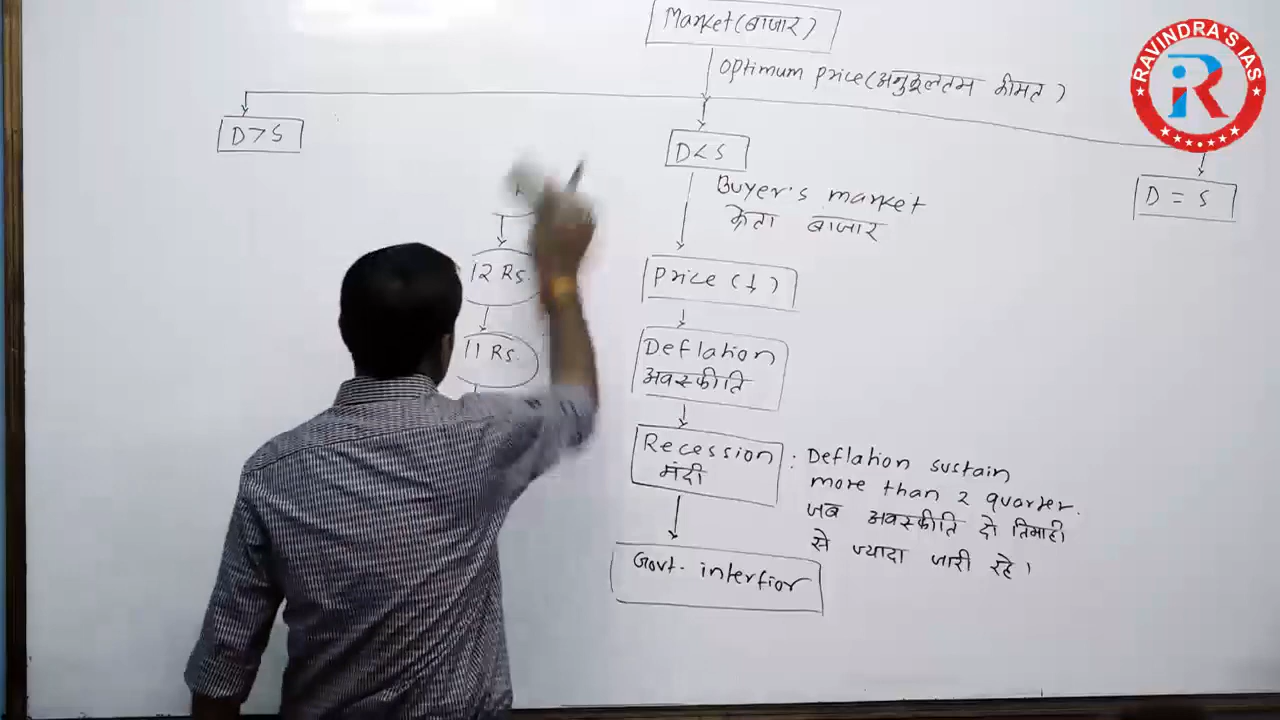 Market(बाजार)
optimum price(अनुकूलतम कीमत)
D>S
D<S
D = S
Buyer's market
क्रेता बाजार
12 Rs.
11 Rs.
Price (↓)
Deflation
अवस्फीति
Recession
मंदी
: Deflation sustain
more than 2 quarter.
जब अवस्फीति दो तिमाही
से ज्यादा जारी रहे।
Govt. interfior
RAVINDRA'S IAS
iR